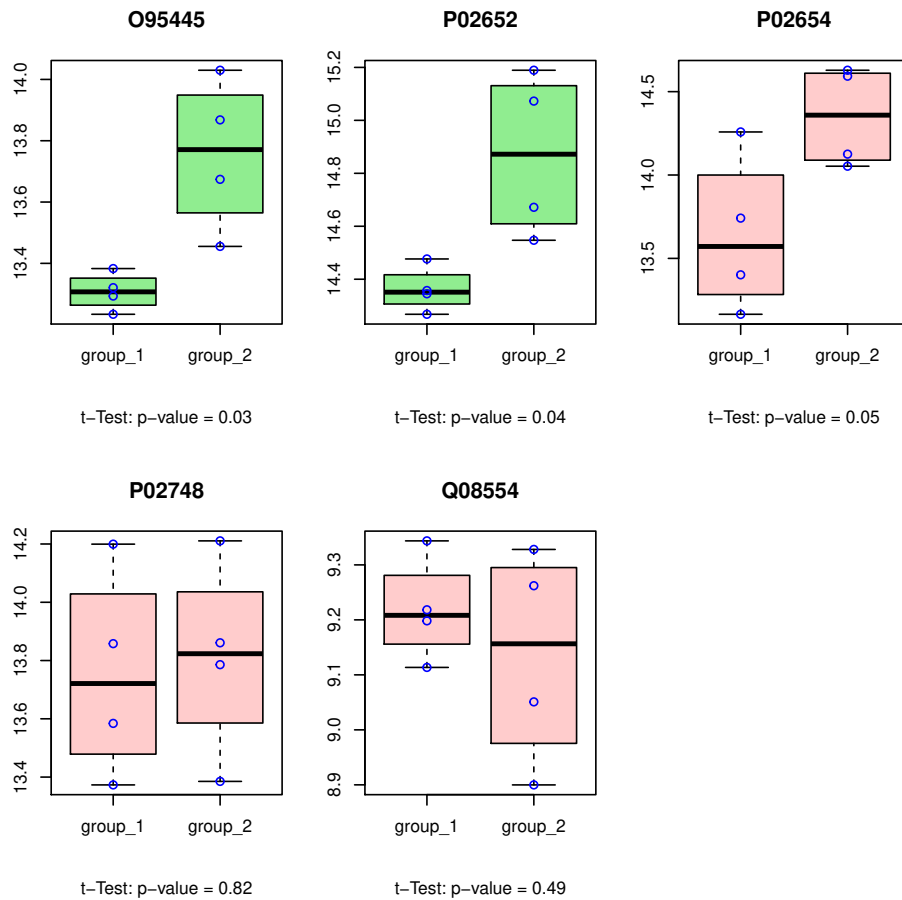 O95445
14.0
13.8
13.6
13.4
group_1
group_2
t−Test: p−value = 0.03
P02652
15.2
15.0
14.8
14.6
14.4
group_1
group_2
t−Test: p−value = 0.04
P02654
14.5
14.0
13.5
group_1
group_2
t−Test: p−value = 0.05
P02748
14.2
14.0
13.8
13.6
13.4
group_1
group_2
t−Test: p−value = 0.82
Q08554
9.3
9.2
9.1
9.0
8.9
group_1
group_2
t−Test: p−value = 0.49